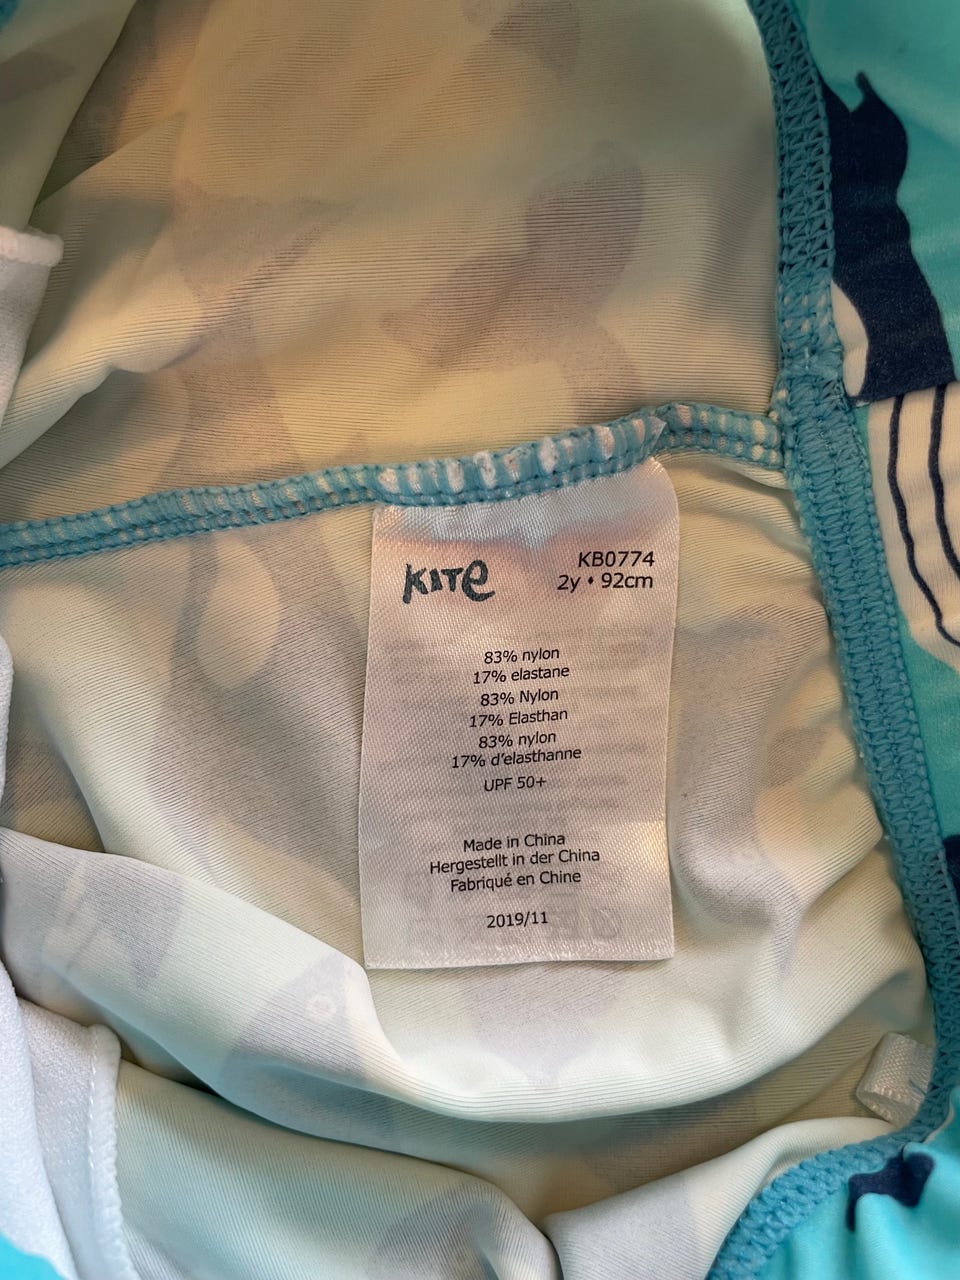 KITe
KB0774
2y • 92cm
83% nylon
17% elastane
83% Nylon
17% Elasthan
83% nylon
17% d'elasthanne
UPF 50+
Made in China
Hergestellt in der China
Fabriqué en Chine
2019/11